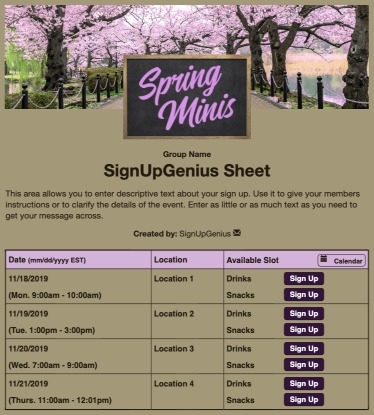 Spring
Minis
Group Name
SignUpGenius Sheet
This area allows you to enter descriptive text about your sign up. Use it to give your members
instructions or to clarify the details of the event. Enter as little or as much text as you need to
get your message across.
Created by: SignUpGenius
Date (mm/dd/yyyy EST) Location Available Slot Calendar
11/18/2019 Location 1 Drinks Sign Up
(Mon. 9:00am - 10:00am) Snacks Sign Up
11/19/2019 Location 2 Drinks Sign Up
(Tue. 1:00pm - 3:00pm) Snacks Sign Up
11/20/2019 Location 3 Drinks Sign Up
(Wed. 7:00am - 9:00am) Snacks Sign Up
11/21/2019 Location 4 Drinks Sign Up
(Thurs. 11:00am - 12:01pm) Snacks Sign Up